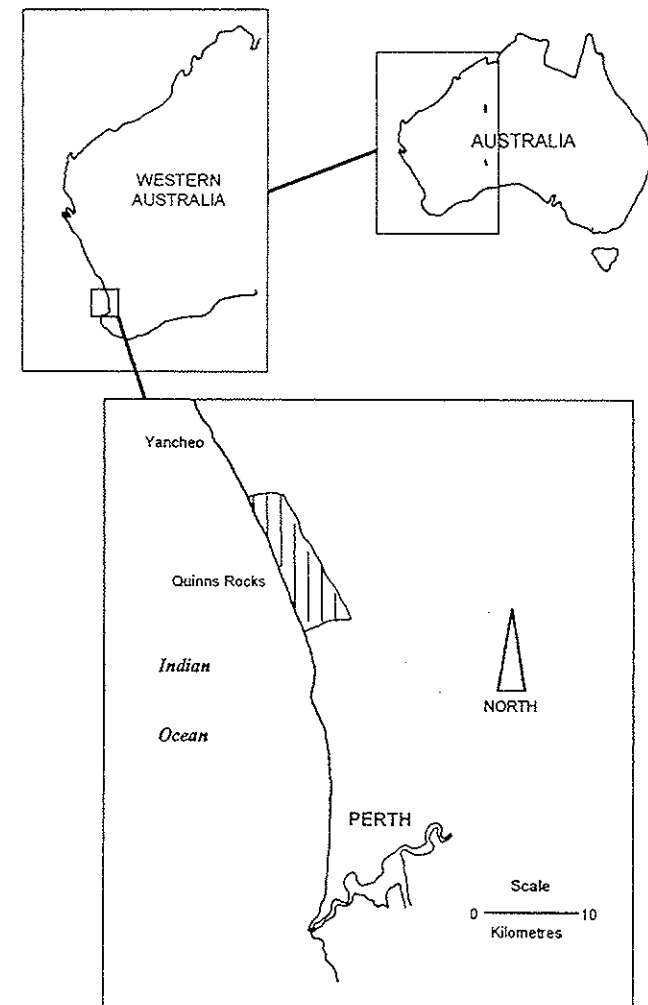 WESTERN
AUSTRALIA
AUSTRALIA
Yancheo
Quinns Rocks
Indian
Ocean
NORTH
PERTH
Scale
0 10
Kilometres